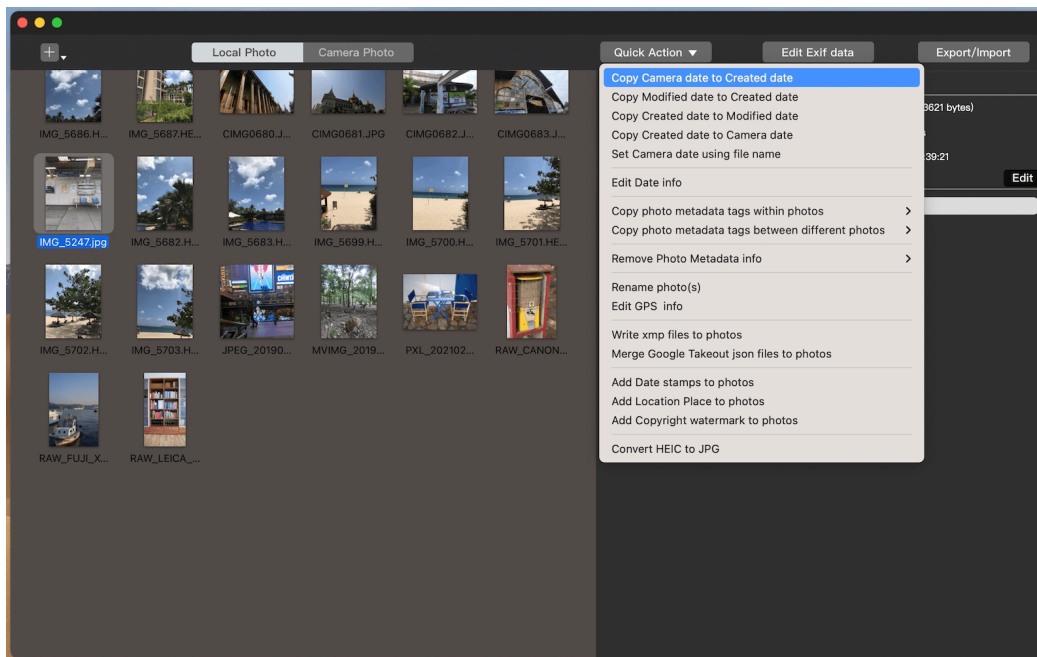 Local Photo
Camera Photo
Quick Action ▼
Edit Exif data
Export/Import
IMG_5686.H...
IMG_5687.HE...
CIMG0680.J...
CIMG0681.JPG
CIMG0682.J...
CIMG0683.J...
IMG_5247.jpg
IMG_5682.H...
IMG_5683.H...
IMG_5699.H...
IMG_5700.H...
IMG_5701.HE...
IMG_5702.H...
IMG_5703.H...
JPEG_20190...
MVIMG_2019...
PXL_202102...
RAW_CANON...
RAW_FUJI_X...
RAW_LEICA_...
Copy Camera date to Created date
Copy Modified date to Created date
Copy Created date to Modified date
Copy Created date to Camera date
Set Camera date using file name
Edit Date info
Copy photo metadata tags within photos
Copy photo metadata tags between different photos
Remove Photo Metadata info
Rename photo(s)
Edit GPS info
Write xmp files to photos
Merge Google Takeout json files to photos
Add Date stamps to photos
Add Location Place to photos
Add Copyright watermark to photos
Convert HEIC to JPG
3621 bytes)
:39:21
Edit